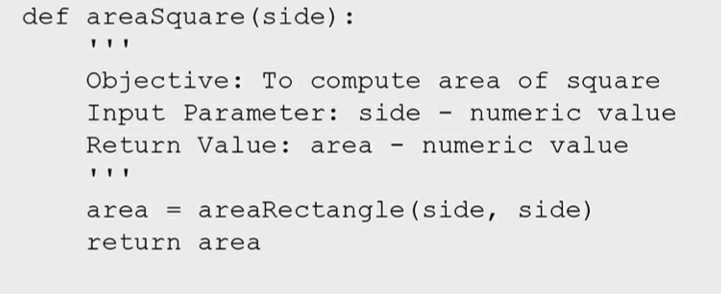 def areaSquare(side):
'''
Objective: To compute area of square
Input Parameter: side - numeric value
Return Value: area - numeric value
'''
area = areaRectangle(side, side)
return area